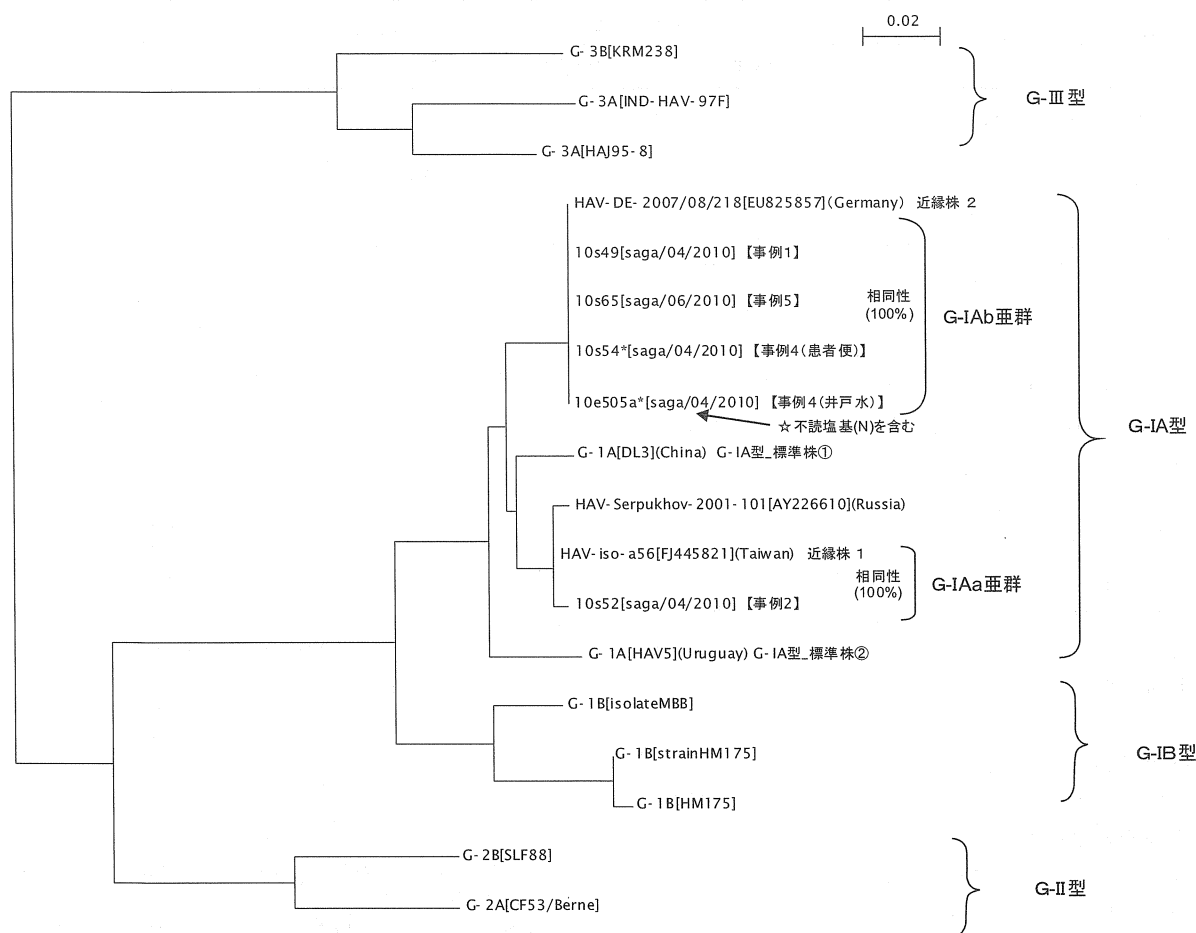 0.02
G- 3B[KRM238]
G- 3A[IND- HAV- 97F]
G-Ⅲ型
G- 3A[HAJ95- 8]
HAV- DE- 2007/08/218[EU825857](Germany) 近縁株 2
10s49[saga/04/2010] 【事例1】
10s65[saga/06/2010] 【事例5】
相同性
(100%)
G-IAb亜群
10s54*[saga/04/2010] 【事例4(患者便)】
10e505a*[saga/04/2010] 【事例4(井戸水)】
☆不読塩基(N)を含む
G-IA型
G- 1A[DL3](China) G- IA型_標準株①
HAV- Serpukhov- 2001- 101[AY226610](Russia)
HAV- iso- a56[FJ445821](Taiwan) 近縁株 1
相同性
(100%)
G-IAa亜群
10s52[saga/04/2010] 【事例2】
G- 1A[HAV5](Uruguay) G- IA型_標準株②
G- 1B[isolateMBB]
G- 1B[strainHM175]
G-IB型
G- 1B[HM175]
G- 2B[SLF88]
G-II型
G- 2A[CF53/Berne]